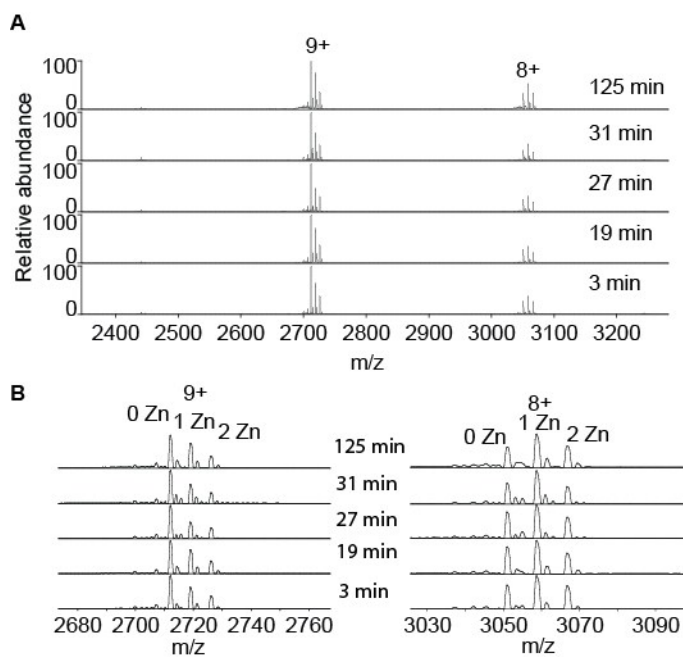 A
9+
8+
100
0
125 min
100
0
31 min
100
0
27 min
100
0
19 min
100
0
3 min
Relative abundance
2400 2500 2600 2700 2800 2900 3000 3100 3200
m/z
B
9+
0 Zn 1 Zn 2 Zn
8+
0 Zn 1 Zn 2 Zn
125 min
31 min
27 min
19 min
3 min
2680 2700 2720 2740 2760
m/z
3030 3050 3070 3090
m/z